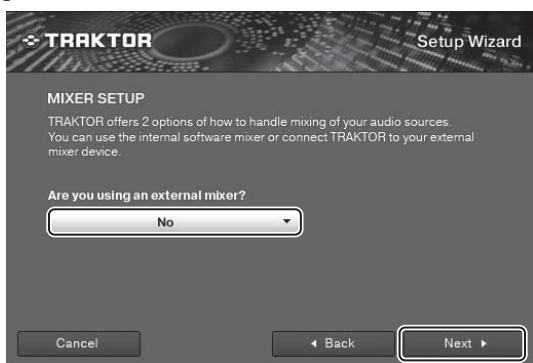 TRAKTOR
Setup Wizard
MIXER SETUP
TRAKTOR offers 2 options of how to handle mixing of your audio sources.
You can use the internal software mixer or connect TRAKTOR to your external
mixer device.
Are you using an external mixer?
No
Cancel
Back
Next